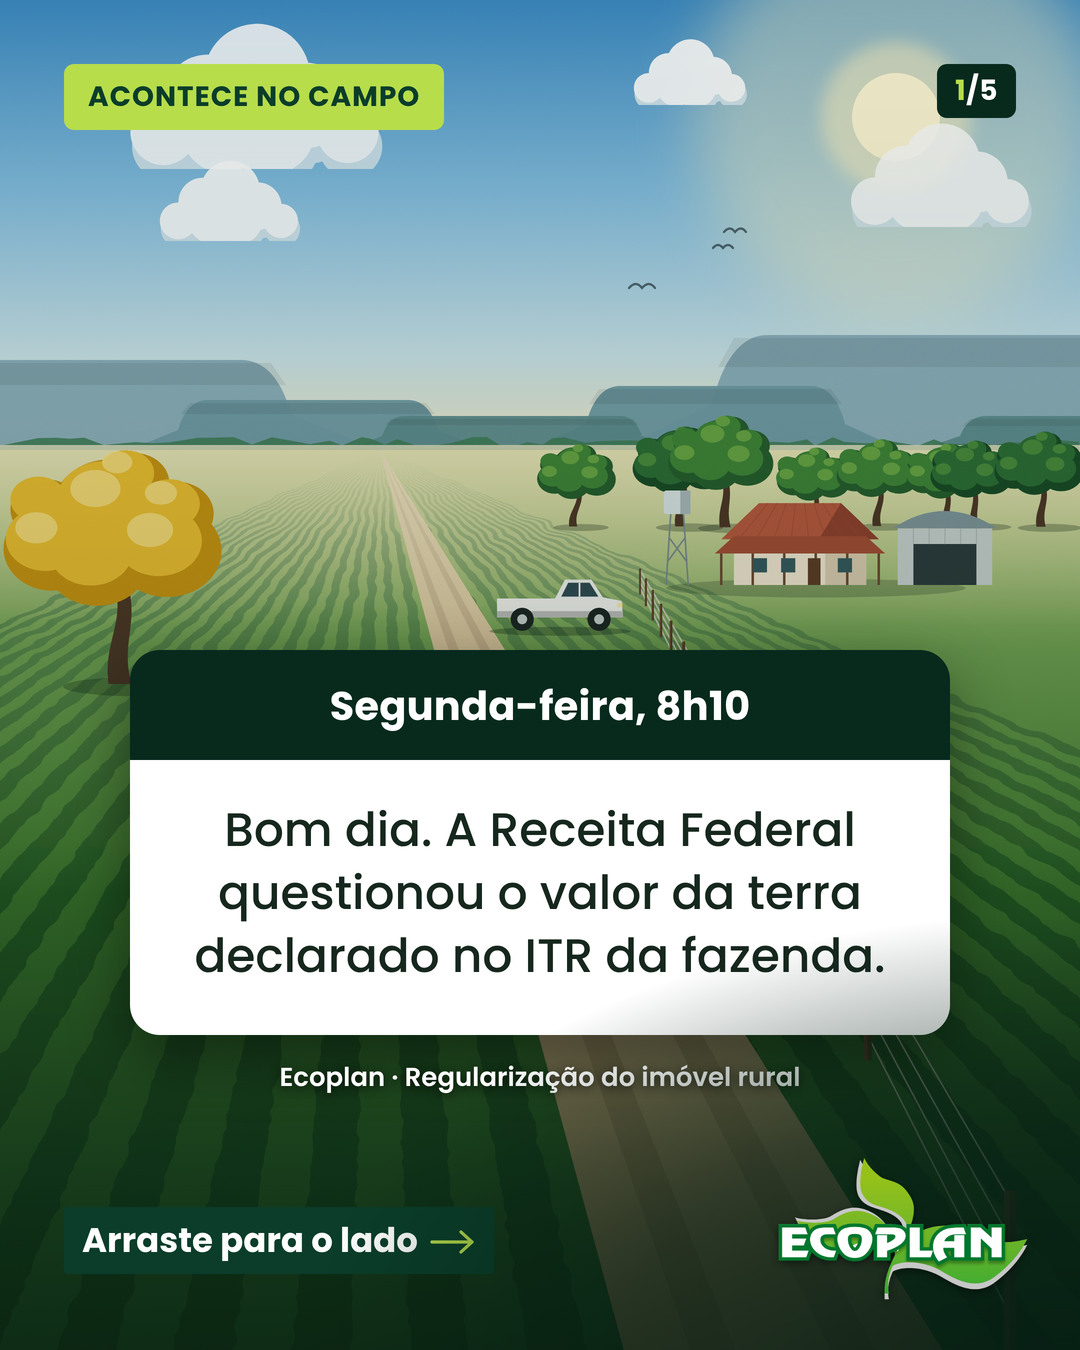 ACONTECE NO CAMPO
1/5
Segunda-feira, 8h10
Bom dia. A Receita Federal
questionou o valor da terra
declarado no ITR da fazenda.
Ecoplan · Regularização do imóvel rural
Arraste para o lado →
ECOPLAN